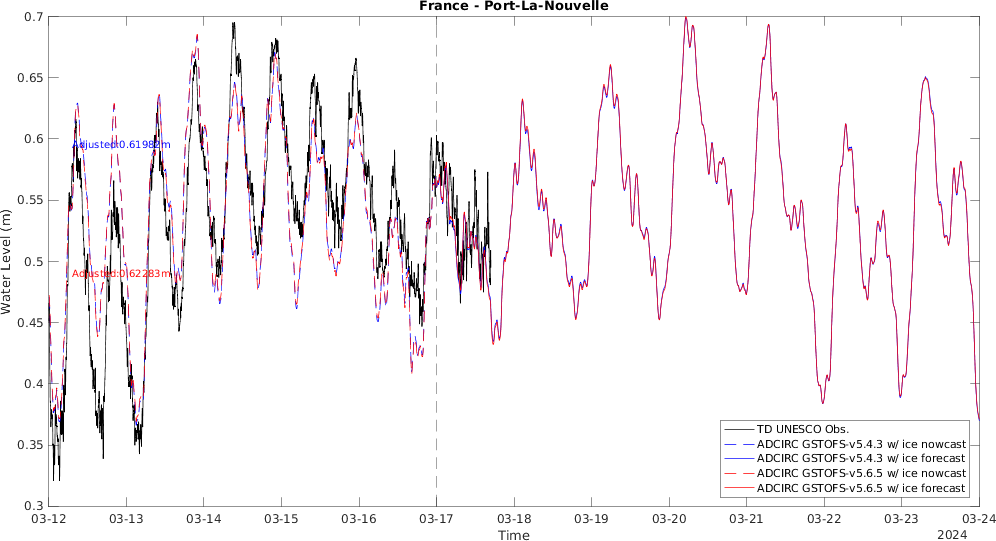 France - Port-La-Nouvelle
0.7
0.65
0.6
0.55
0.5
0.45
0.4
0.35
0.3
Water Level (m)
Adjusted:0.61982m
Adjusted:0.62283m
TD UNESCO Obs.
ADCIRC GSTOFS-v5.4.3 w/ ice nowcast
ADCIRC GSTOFS-v5.4.3 w/ ice forecast
ADCIRC GSTOFS-v5.6.5 w/ ice nowcast
ADCIRC GSTOFS-v5.6.5 w/ ice forecast
03-12 03-13 03-14 03-15 03-16 03-17 03-18 03-19 03-20 03-21 03-22 03-23 03-24
Time
2024